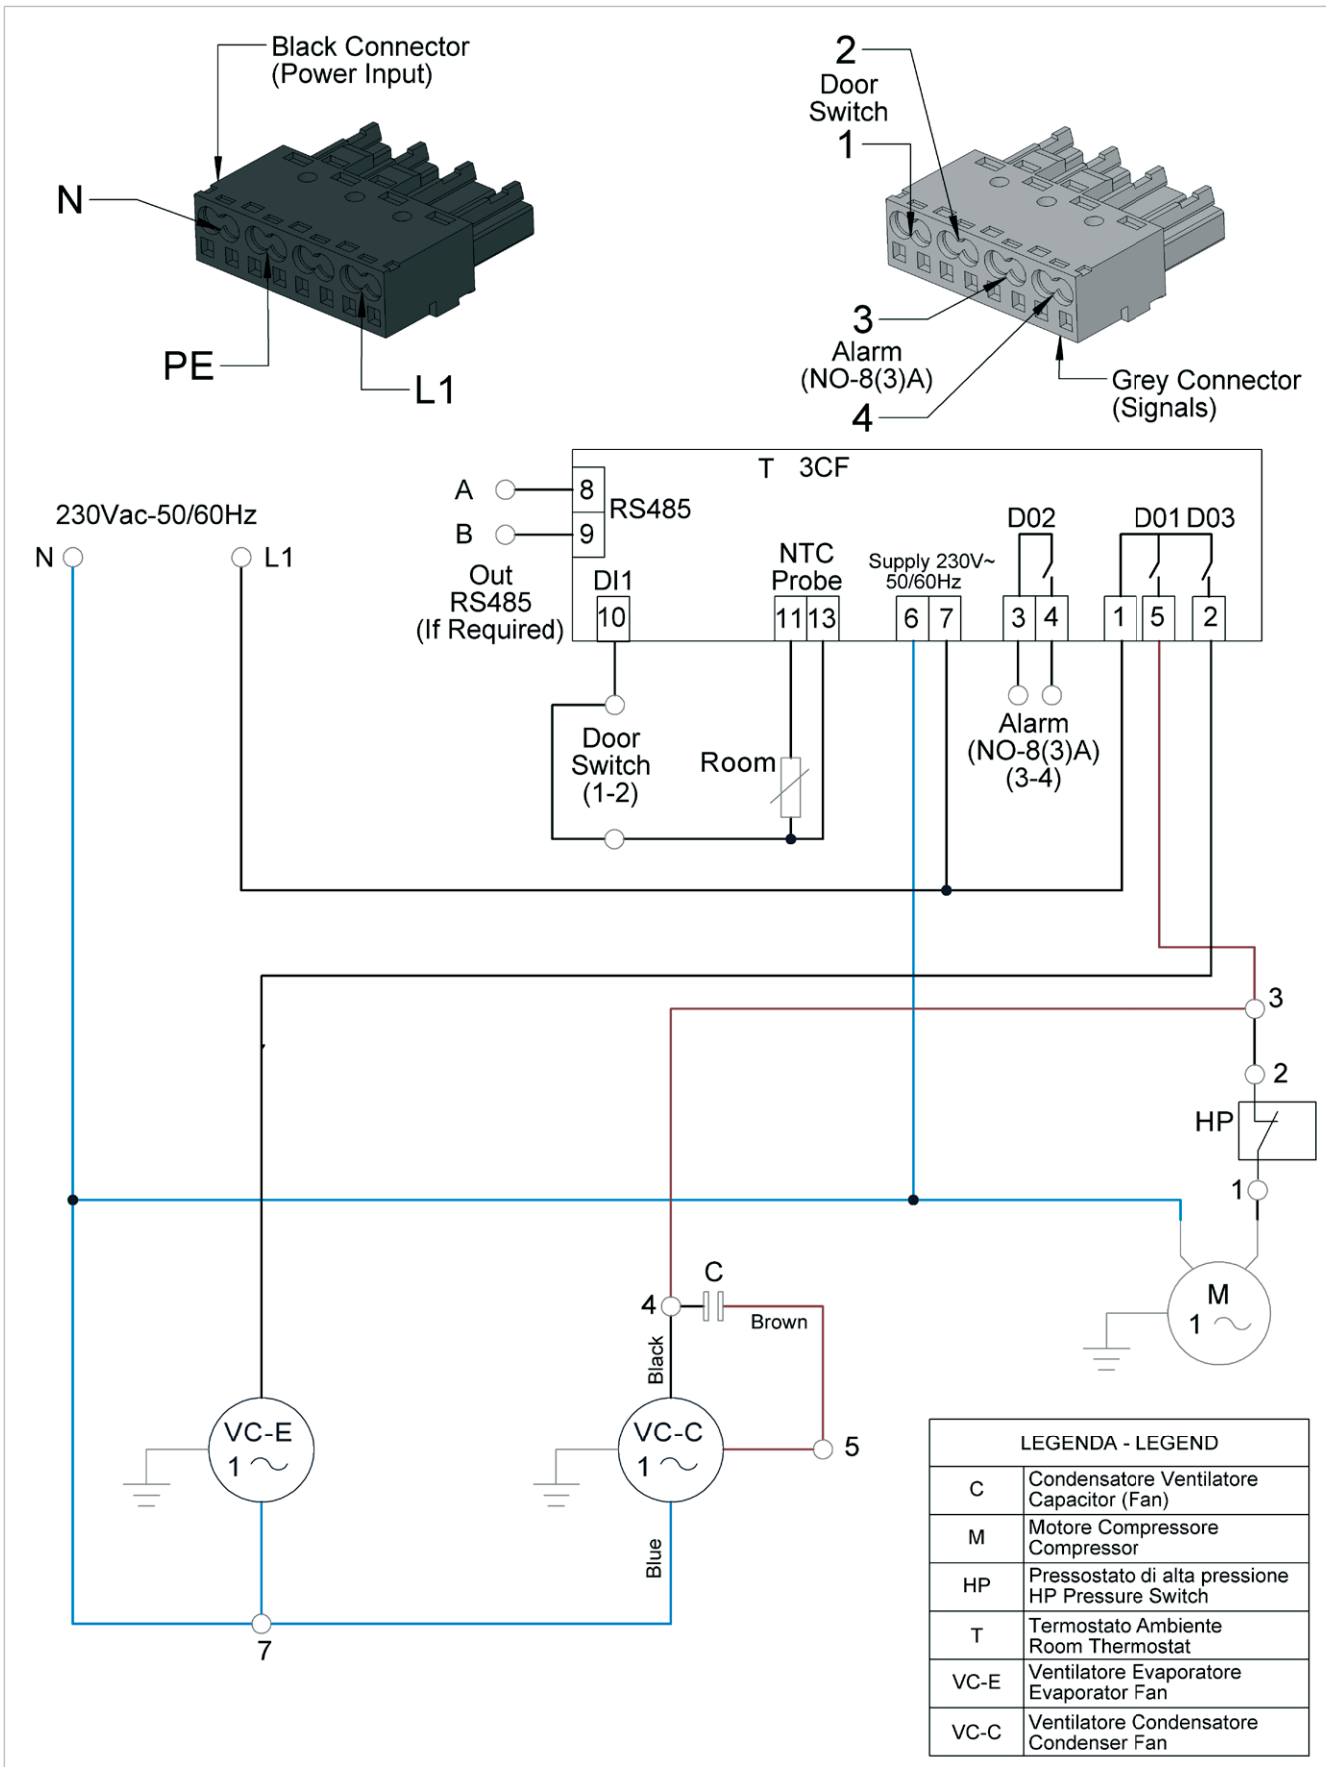 Black Connector
(Power Input)
N
PE
L1
2
Door
Switch
1
3
Alarm
(NO-8(3)A)
4
Grey Connector
(Signals)
230Vac-50/60Hz
N
L1
T 3CF
A
8
RS485
B
9
Out
RS485
(If Required)
DI1
10
NTC
Probe
11 13
Supply 230V~
50/60Hz
6 7
D02
3 4
D01 D03
1 5 2
Door
Switch
(1-2)
Room
Alarm
(NO-8(3)A)
(3-4)
3
2
HP
1
M
1
4
C
Brown
Black
VC-E
1
VC-C
1
5
Blue
7
LEGENDA - LEGEND
C
Condensatore Ventilatore
Capacitor (Fan)
M
Motore Compressore
Compressor
HP
Pressostato di alta pressione
HP Pressure Switch
T
Termostato Ambiente
Room Thermostat
VC-E
Ventilatore Evaporatore
Evaporator Fan
VC-C
Ventilatore Condensatore
Condenser Fan